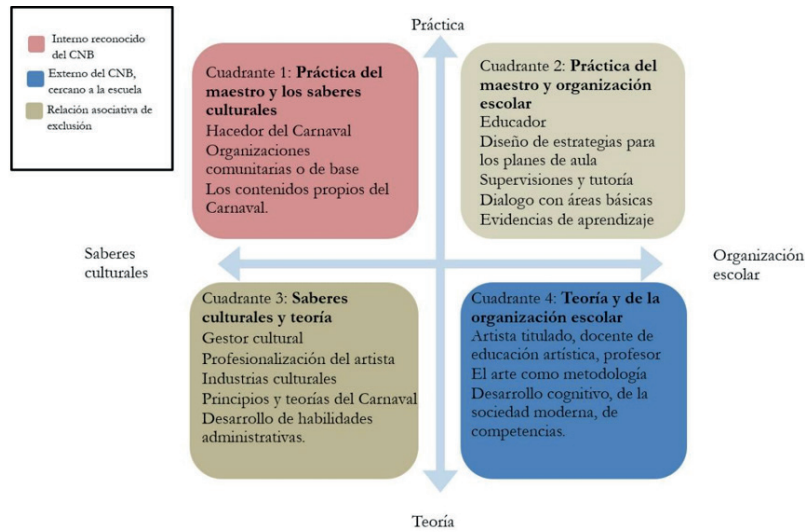 Práctica
Interno reconocido
del CNB
Externo del CNB,
cercano a la escuela
Relación asociativa de
exclusión
Cuadrante 1: Práctica del
maestro y los saberes
culturales
Hacedor del Carnaval
Organizaciones
comunitarias o de base
Los contenidos propios del
Carnaval.
Cuadrante 2: Práctica del
maestro y organización
escolar
Educador
Diseño de estrategias para
los planes de aula
Supervisiones y tutoría
Dialogo con áreas básicas
Evidencias de aprendizaje
Saberes
culturales
Organización
escolar
Cuadrante 3: Saberes
culturales y teoría
Gestor cultural
Profesionalización del artista
Industrias culturales
Principios y teorías del Carnaval
Desarrollo de habilidades
administrativas.
Cuadrante 4: Teoría y de la
organización escolar
Artista titulado, docente de
educación artística, profesor
El arte como metodología
Desarrollo cognitivo, de la
sociedad moderna, de
competencias.
Teoría